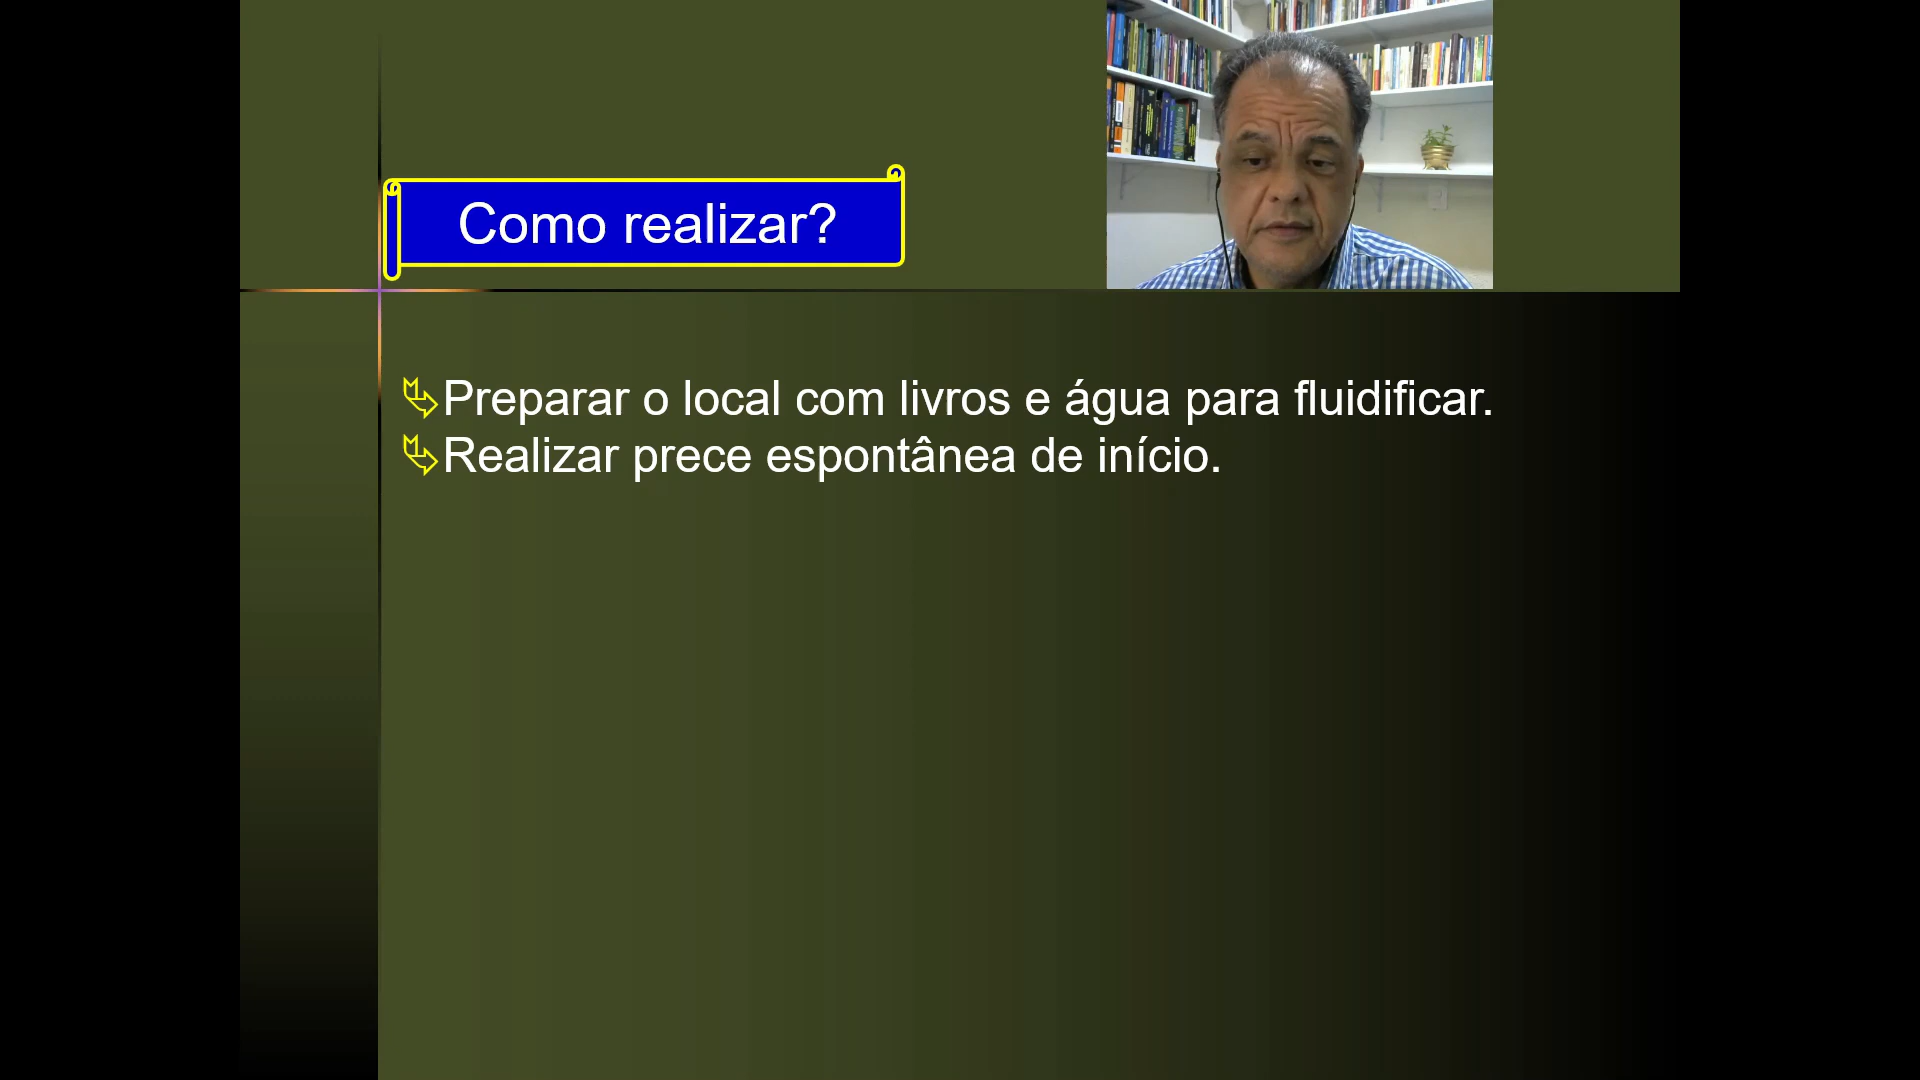 Como realizar?
Preparar o local com livros e água para fluidificar.
Realizar prece espontânea de início.